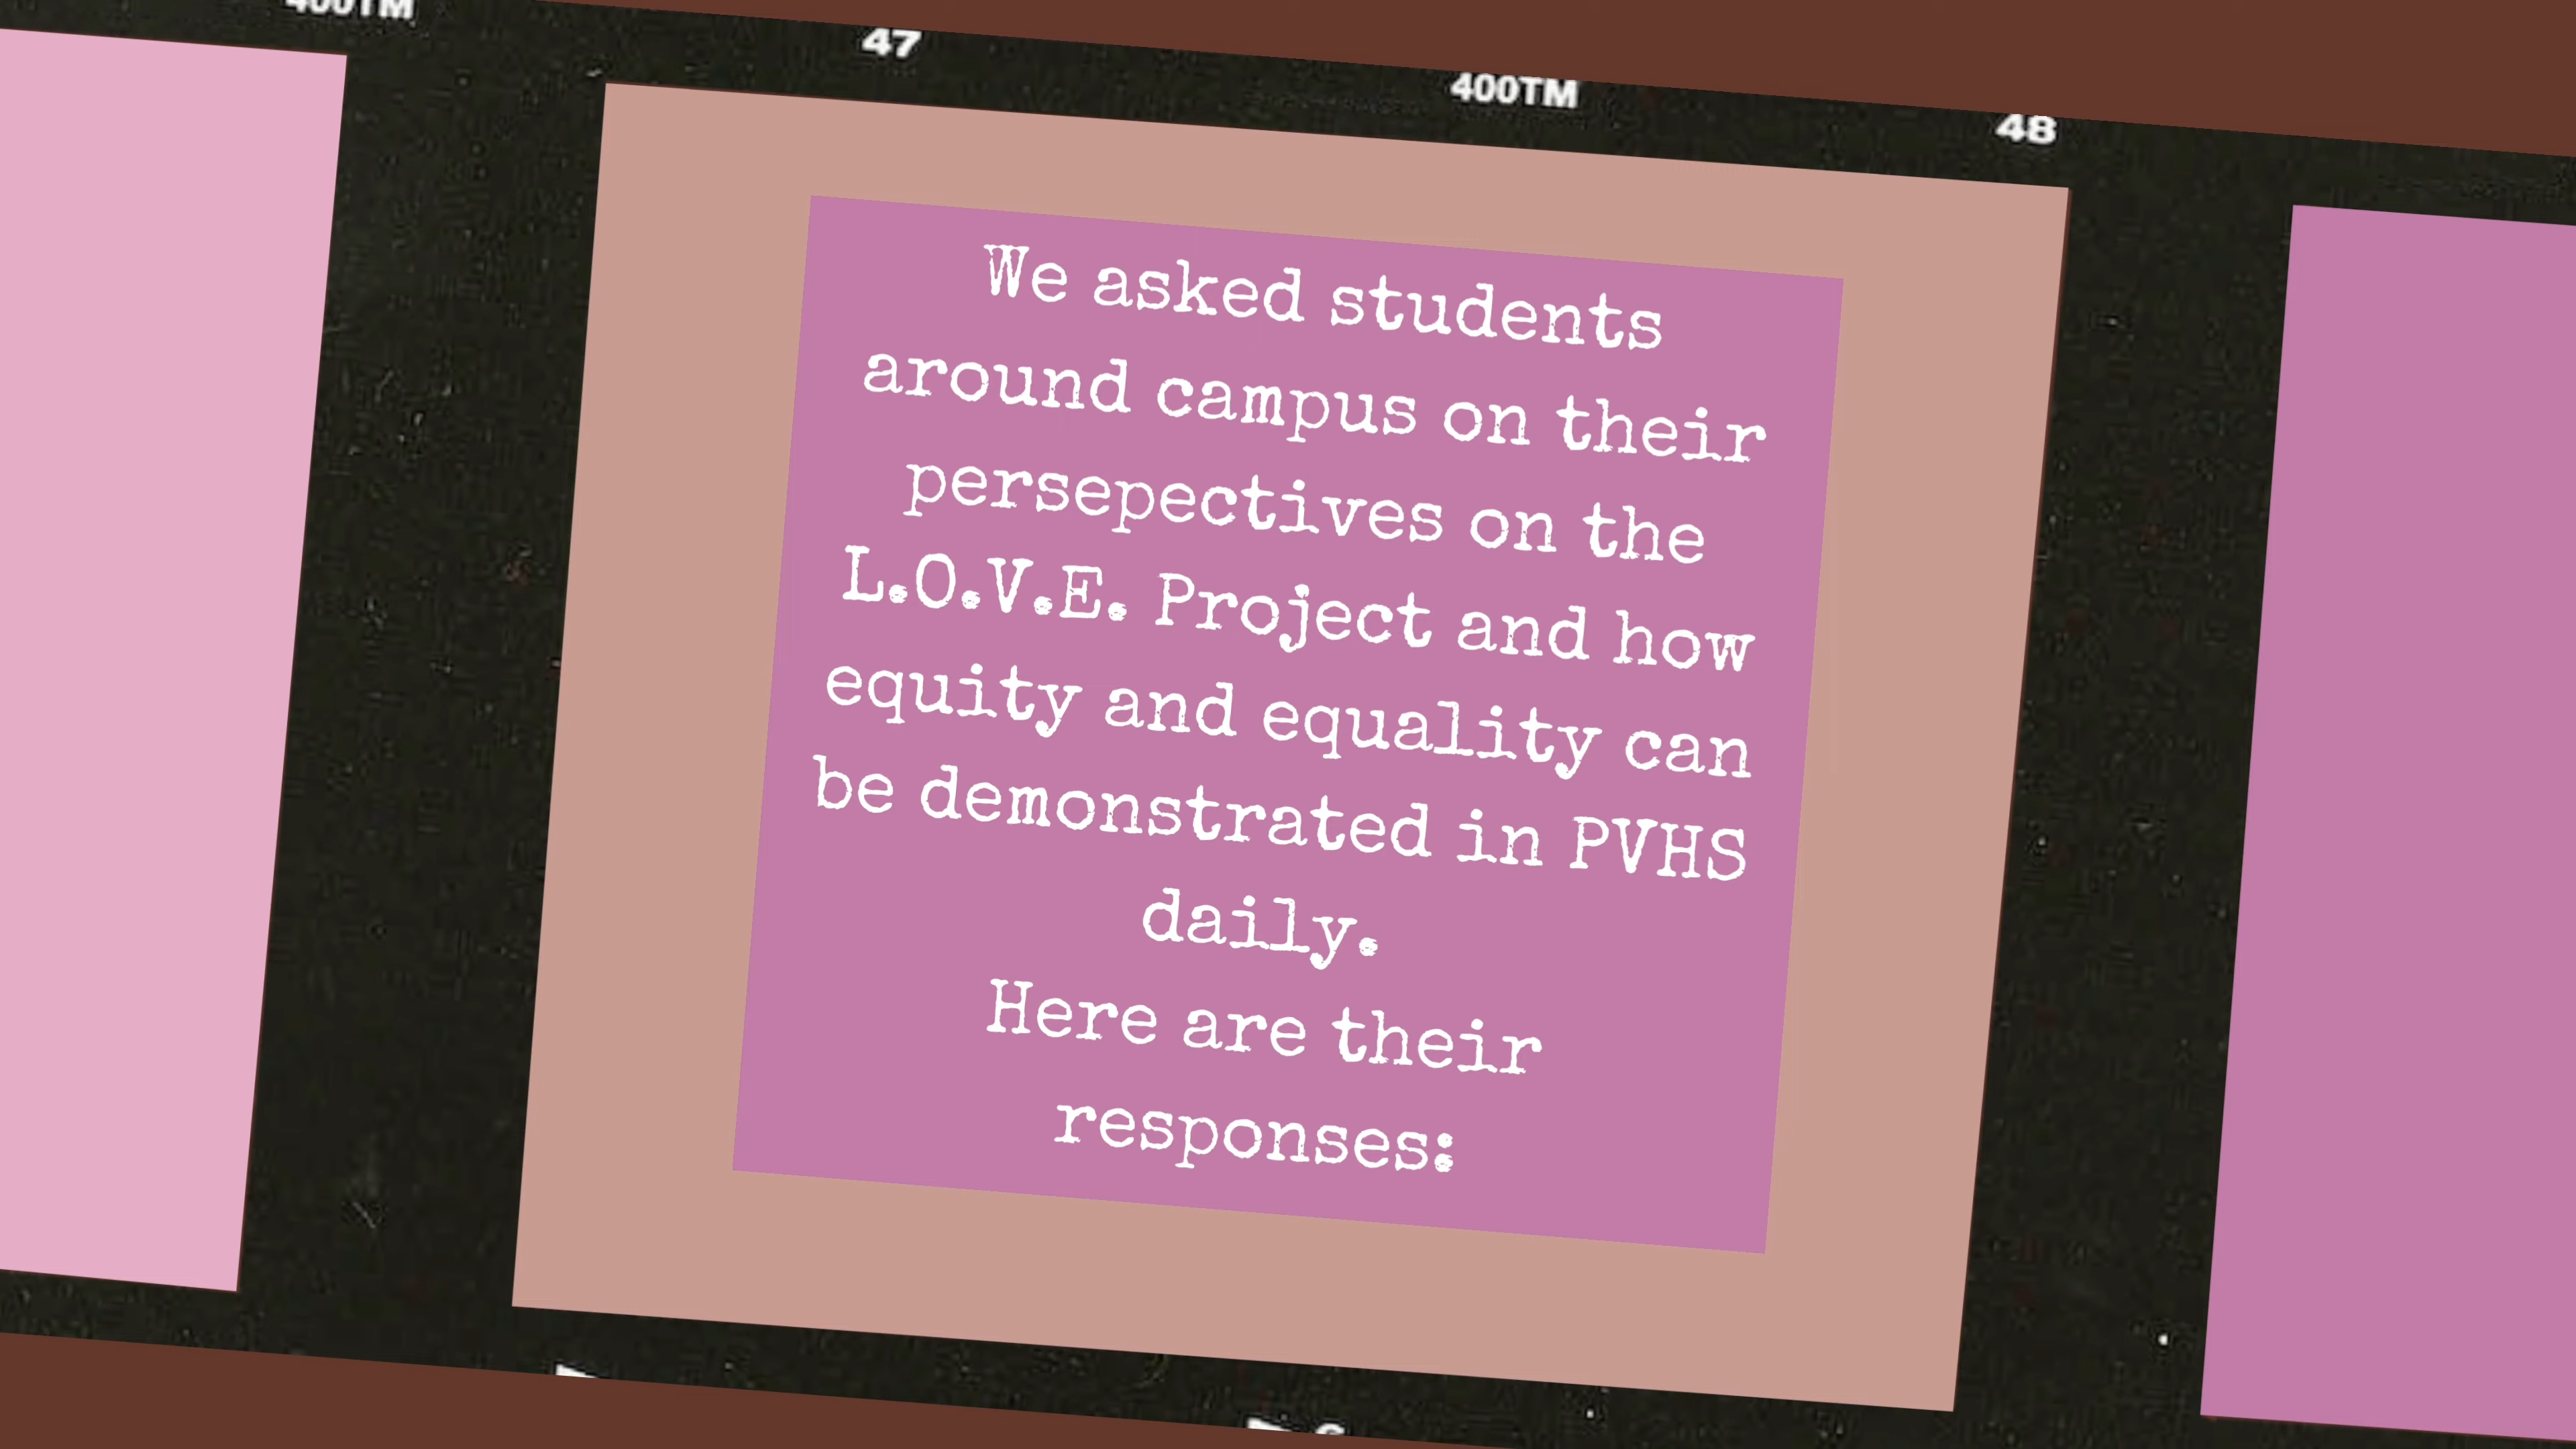 400TM
47
400TM
48
We asked students
around campus on their
persepectives on the
L.O.V.E. Project and how
equity and equality can
be demonstrated in PVHS
daily.
Here are their
responses: